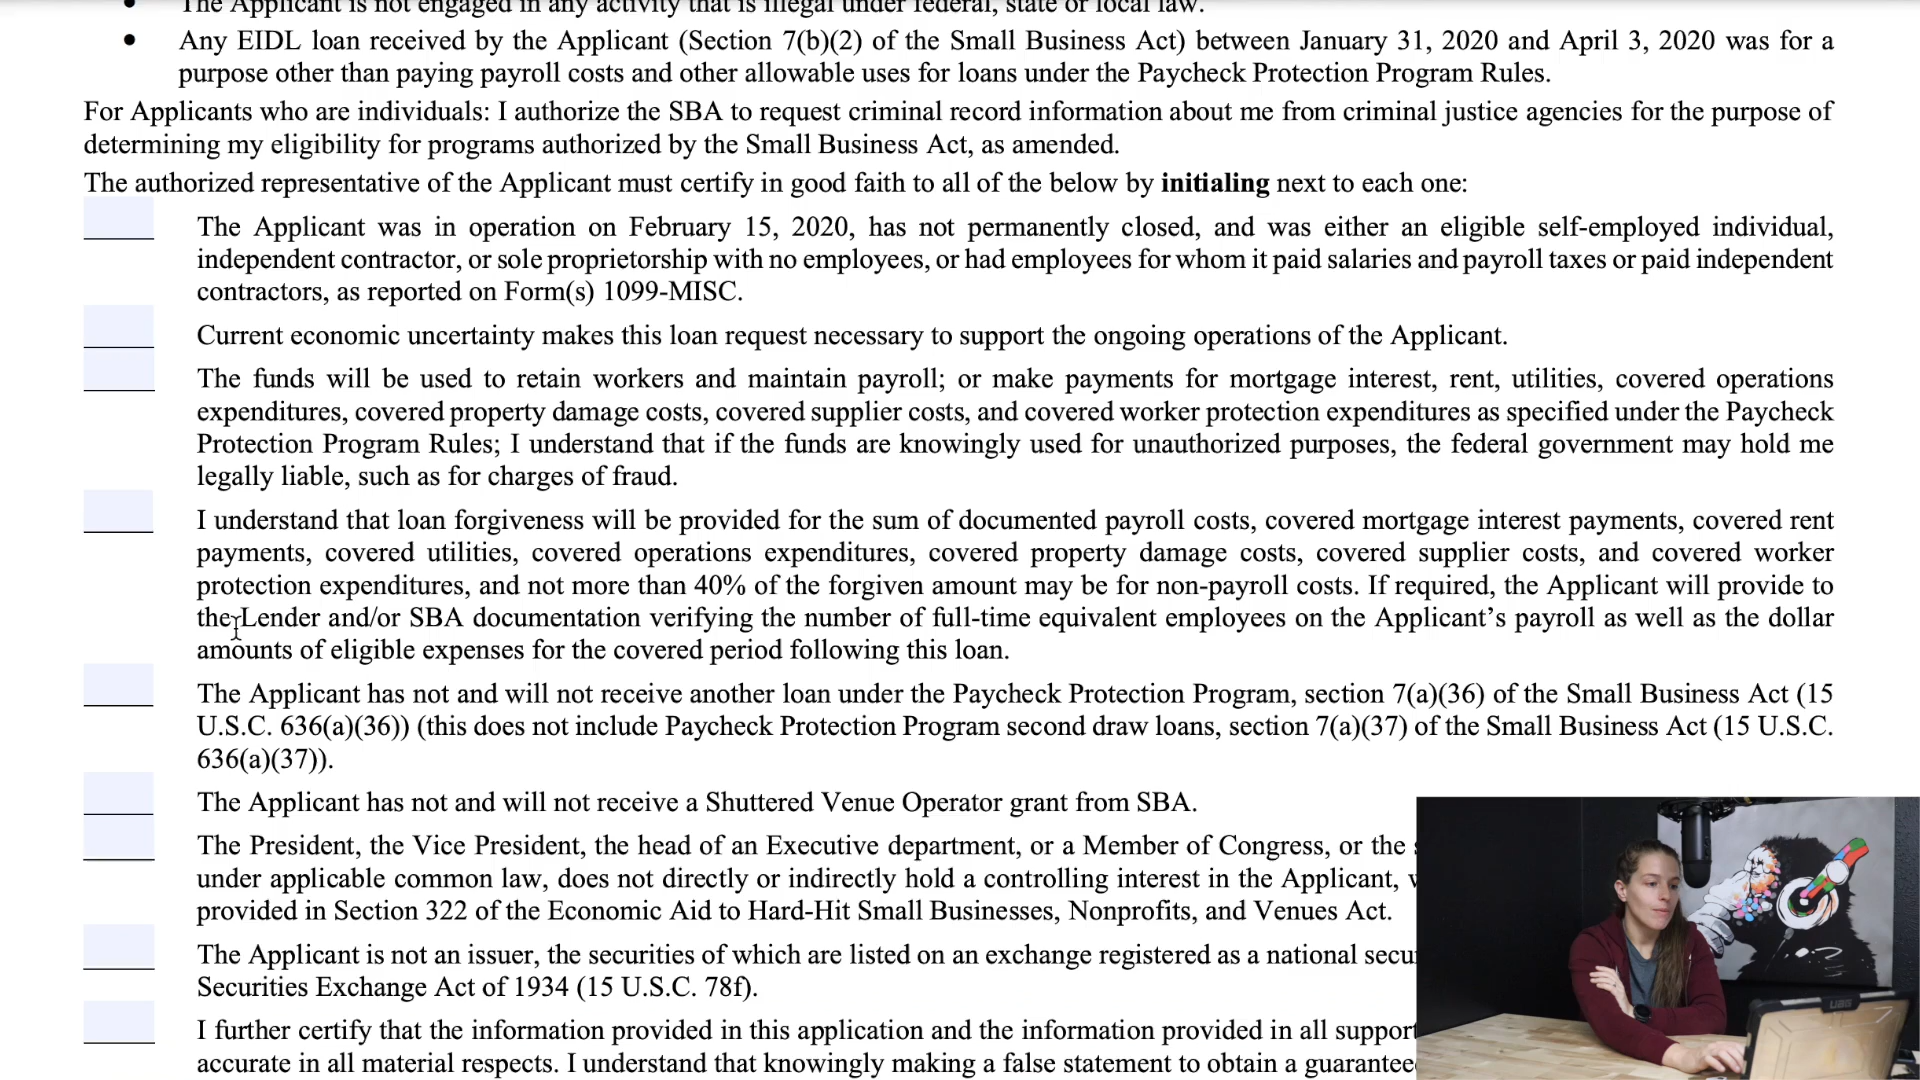 The Applicant is not engaged in any activity that is illegal under federal, state or local law.
Any EIDL loan received by the Applicant (Section 7(b)(2) of the Small Business Act) between January 31, 2020 and April 3, 2020 was for a
purpose other than paying payroll costs and other allowable uses for loans under the Paycheck Protection Program Rules.
For Applicants who are individuals: I authorize the SBA to request criminal record information about me from criminal justice agencies for the purpose of
determining my eligibility for programs authorized by the Small Business Act, as amended.
The authorized representative of the Applicant must certify in good faith to all of the below by initialing next to each one:
The Applicant was in operation on February 15, 2020, has not permanently closed, and was either an eligible self-employed individual,
independent contractor, or sole proprietorship with no employees, or had employees for whom it paid salaries and payroll taxes or paid independent
contractors, as reported on Form(s) 1099-MISC.
Current economic uncertainty makes this loan request necessary to support the ongoing operations of the Applicant.
The funds will be used to retain workers and maintain payroll; or make payments for mortgage interest, rent, utilities, covered operations
expenditures, covered property damage costs, covered supplier costs, and covered worker protection expenditures as specified under the Paycheck
Protection Program Rules; I understand that if the funds are knowingly used for unauthorized purposes, the federal government may hold me
legally liable, such as for charges of fraud.
I understand that loan forgiveness will be provided for the sum of documented payroll costs, covered mortgage interest payments, covered rent
payments, covered utilities, covered operations expenditures, covered property damage costs, covered supplier costs, and covered worker
protection expenditures, and not more than 40% of the forgiven amount may be for non-payroll costs. If required, the Applicant will provide to
the Lender and/or SBA documentation verifying the number of full-time equivalent employees on the Applicant’s payroll as well as the dollar
amounts of eligible expenses for the covered period following this loan.
The Applicant has not and will not receive another loan under the Paycheck Protection Program, section 7(a)(36) of the Small Business Act (15
U.S.C. 636(a)(36)) (this does not include Paycheck Protection Program second draw loans, section 7(a)(37) of the Small Business Act (15 U.S.C.
636(a)(37)).
The Applicant has not and will not receive a Shuttered Venue Operator grant from SBA.
The President, the Vice President, the head of an Executive department, or a Member of Congress, or the
under applicable common law, does not directly or indirectly hold a controlling interest in the Applicant,
provided in Section 322 of the Economic Aid to Hard-Hit Small Businesses, Nonprofits, and Venues Act.
The Applicant is not an issuer, the securities of which are listed on an exchange registered as a national secu
Securities Exchange Act of 1934 (15 U.S.C. 78f).
I further certify that the information provided in this application and the information provided in all support
accurate in all material respects. I understand that knowingly making a false statement to obtain a guarantee